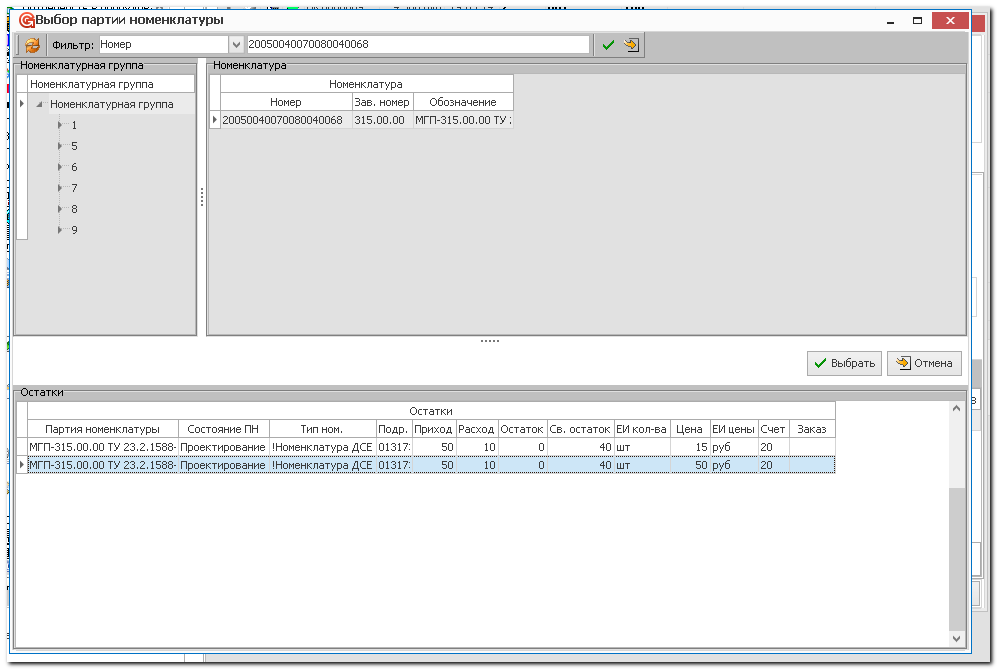 Выбор партии номенклатуры
Фильтр: Номер 20050040070080040068
Номенклатурная группа
Номенклатурная группа
Номенклатурная группа
1
5
6
7
8
9
Номенклатура
Номенклатура
Номер Зав. номер Обозначение
20050040070080040068 315.00.00 МГП-315.00.00 ТУ
Выбрать Отмена
Остатки
Остатки
Партия номенклатуры Состояние ПН Тип ном. Подр. Приход Расход Остаток Св. остаток ЕИ кол-ва Цена ЕИ цены Счет Заказ
МГП-315.00.00 ТУ 23.2.1588- Проектирование !Номенклатура ДСЕ 01317 50 10 0 40 шт 15 руб 20
МГП-315.00.00 ТУ 23.2.1588- Проектирование !Номенклатура ДСЕ 01317 50 10 0 40 шт 50 руб 20